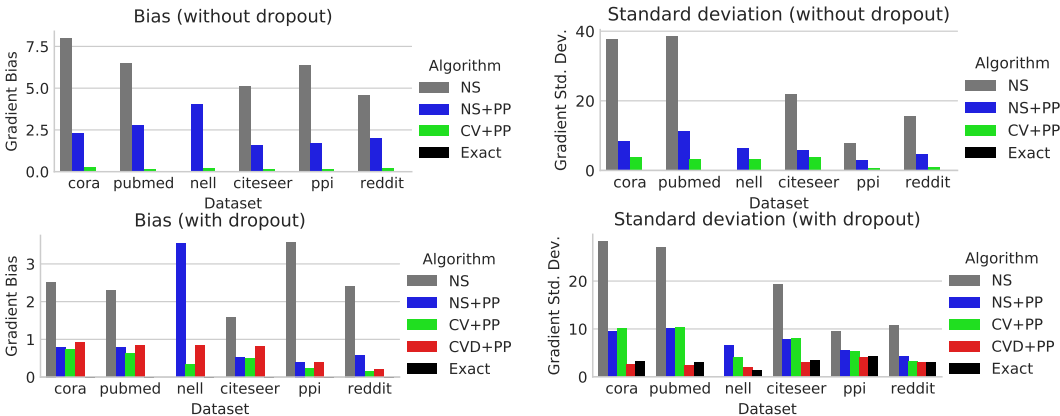 Bias (without dropout)
Gradient Bias
7.5
5.0
2.5
0.0
cora pubmed nell citeseer ppi reddit
Dataset
Algorithm
NS
NS+PP
CV+PP
Exact
Standard deviation (without dropout)
Gradient Std. Dev.
40
20
0
cora pubmed nell citeseer ppi reddit
Dataset
Algorithm
NS
NS+PP
CV+PP
Exact
Bias (with dropout)
Gradient Bias
3
2
1
0
cora pubmed nell citeseer ppi reddit
Dataset
Algorithm
NS
NS+PP
CV+PP
CVD+PP
Exact
Standard deviation (with dropout)
Gradient Std. Dev.
20
10
0
cora pubmed nell citeseer ppi reddit
Dataset
Algorithm
NS
NS+PP
CV+PP
CVD+PP
Exact